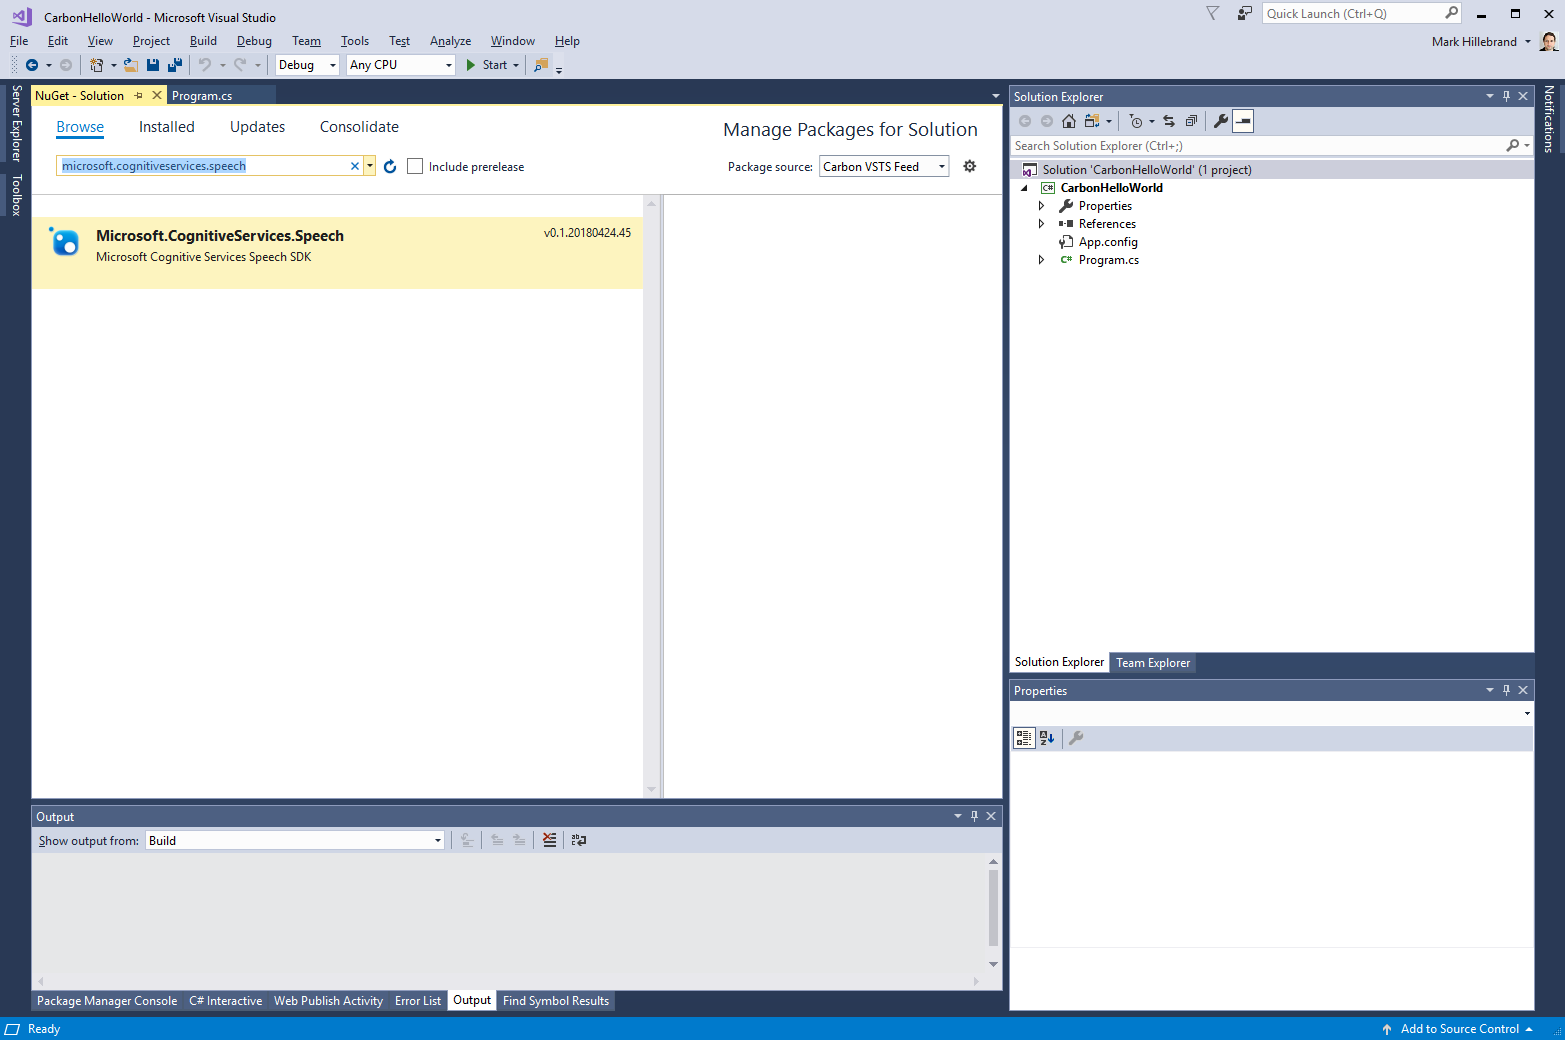 CarbonHelloWorld - Microsoft Visual Studio
Quick Launch (Ctrl+Q)
File Edit View Project Build Debug Team Tools Test Analyze Window Help
Mark Hillebrand
Debug Any CPU Start
Server Explorer
Toolbox
NuGet - Solution Program.cs
Browse Installed Updates Consolidate
Manage Packages for Solution
microsoft.cognitiveservices.speech
Include prerelease
Package source: Carbon VSTS Feed
Microsoft.CognitiveServices.Speech
v0.1.20180424.45
Microsoft Cognitive Services Speech SDK
Solution Explorer
Search Solution Explorer (Ctrl+;)
Solution 'CarbonHelloWorld' (1 project)
C# CarbonHelloWorld
Properties
References
App.config
C# Program.cs
Solution Explorer Team Explorer
Notifications
Properties
Output
Show output from: Build
Package Manager Console C# Interactive Web Publish Activity Error List Output Find Symbol Results
Ready
Add to Source Control